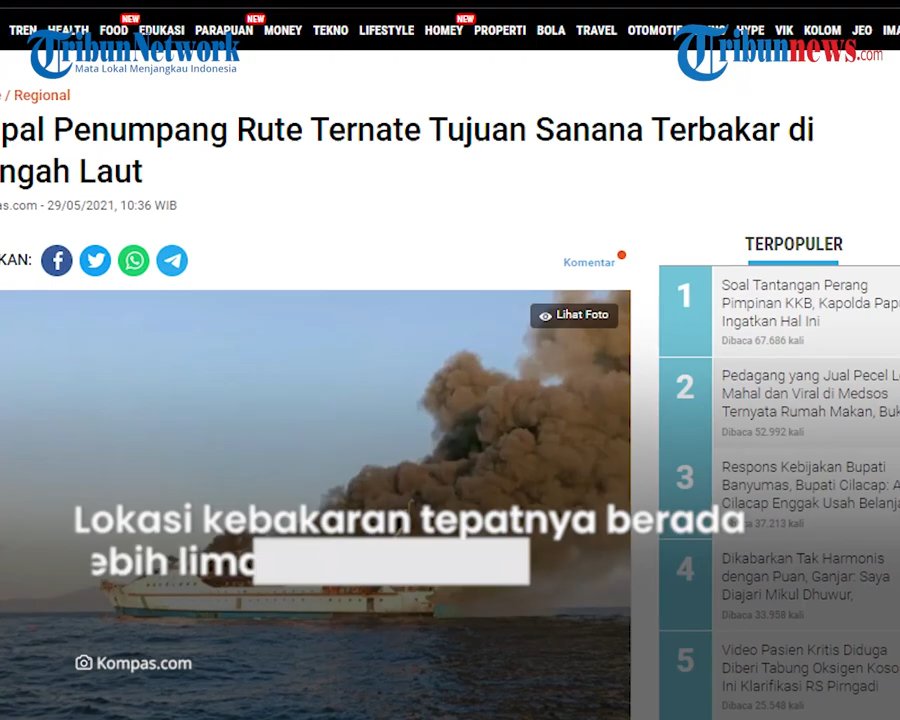 TREN HEALTH FOOD EDUKASI PARAPUAN MONEY TEKNO LIFESTYLE HOMEY PROPERTI BOLA TRAVEL HYPE VIK KOLOM JEO
NEW NEW NEW
TribunNetwork
Mata Lokal Menjangkau Indonesia
Tribunnews.com
/ Regional
pal Penumpang Rute Ternate Tujuan Sanana Terbakar di
ngah Laut
as.com - 29/05/2021, 10:36 WIB
KAN:
Komentar
Lihat Foto
Lokasi kebakaran tepatnya berada
ebih lima
Kompas.com
TERPOPULER
1
Soal Tantangan Perang
Pimpinan KKB, Kapolda Pap
Ingatkan Hal Ini
Dibaca 67.686 kali
2
Pedagang yang Jual Pecel L
Mahal dan Viral di Medsos
Ternyata Rumah Makan, Buk
Dibaca 52.992 kali
3
Respons Kebijakan Bupati
Banyumas, Bupati Cilacap: A
Cilacap Enggak Usah Belanj
37.213 kali
4
Dikabarkan Tak Harmonis
dengan Puan, Ganjar: Saya
Diajari Mikul Dhuwur,
Dibaca 33.958 kali
5
Video Pasien Kritis Diduga
Diberi Tabung Oksigen Koso
Ini Klarifikasi RS Pirngadi
Dibaca 25.548 kali